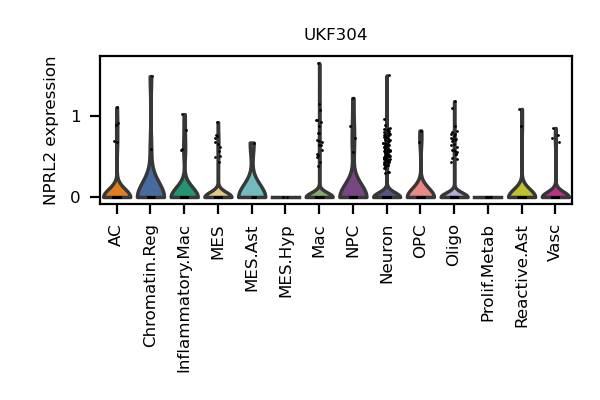 UKF304
NPRL2 expression
1
0
AC
Chromatin.Reg
Inflammatory.Mac
MES
MES.Ast
MES.Hyp
Mac
NPC
Neuron
OPC
Oligo
Prolif.Metab
Reactive.Ast
Vasc